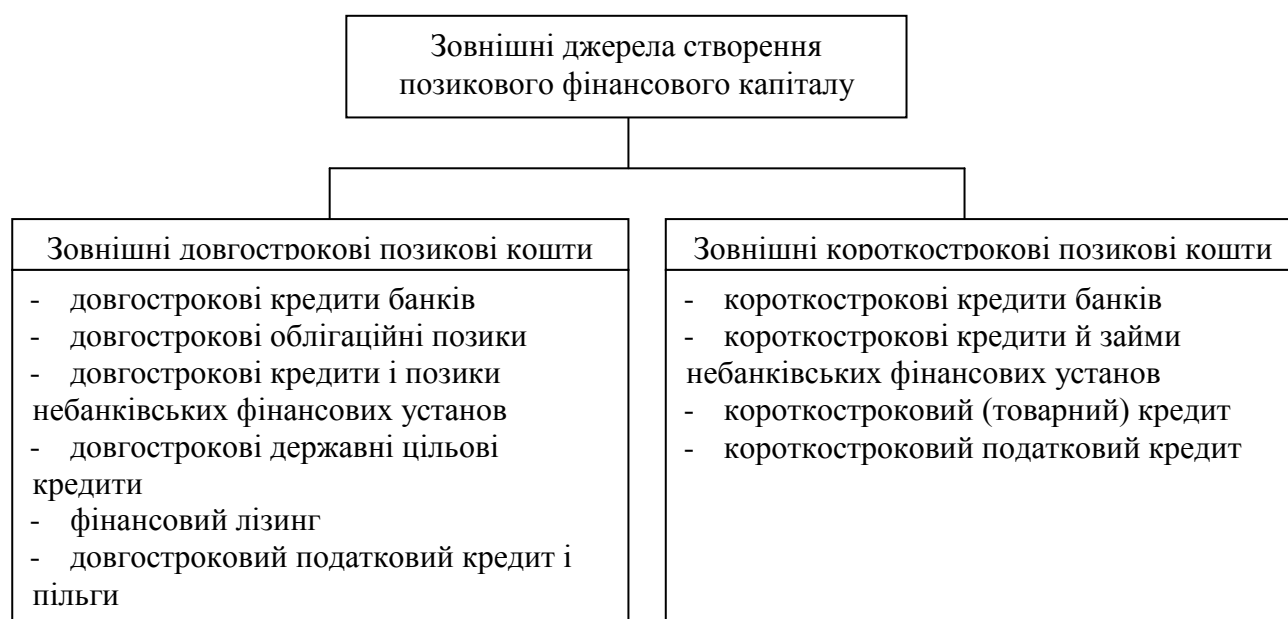 Зовнішні джерела створення
позикового фінансового капіталу
Зовнішні довгострокові позикові кошти
- довгострокові кредити банків
- довгострокові облігаційні позики
- довгострокові кредити і позики
небанківських фінансових установ
- довгострокові державні цільові
кредити
- фінансовий лізинг
- довгостроковий податковий кредит і
пільги
Зовнішні короткострокові позикові кошти
- короткострокові кредити банків
- короткострокові кредити й займи
небанківських фінансових установ
- короткостроковий (товарний) кредит
- короткостроковий податковий кредит